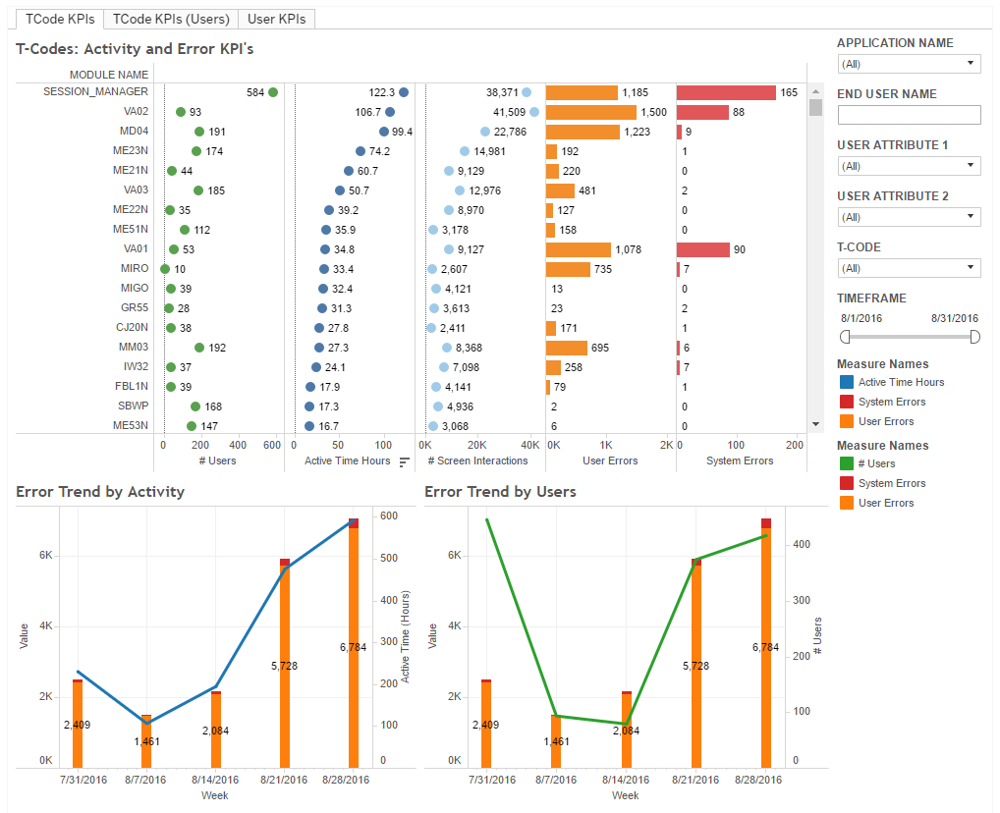 TCode KPIs TCode KPIs (Users) User KPIs
T-Codes: Activity and Error KPI's
MODULE NAME
SESSION_MANAGER 584 122.3 38,371 1,185 165
VA02 93 106.7 41,509 1,500 88
MD04 191 99.4 22,786 1,223 9
ME23N 174 74.2 14,981 192 1
ME21N 44 60.7 9,129 220 0
VA03 185 50.7 12,976 481 2
ME22N 35 39.2 8,970 127 0
ME51N 112 35.9 3,178 158 0
VA01 53 34.8 9,127 1,078 90
MIRO 10 33.4 2,607 735 7
MIGO 39 32.4 4,121 13 0
GR55 28 31.3 3,613 23 2
CJ20N 38 27.8 2,411 171 1
MM03 192 27.3 8,368 695 6
IW32 37 24.1 7,098 258 7
FBL1N 39 17.9 4,141 79 1
SBWP 168 17.3 4,936 2 0
ME53N 147 16.7 3,068 6 0
0 200 400 600 0 50 100 0K 20K 40K 0K 1K 2K 0 100 200
# Users Active Time Hours # Screen Interactions User Errors System Errors
APPLICATION NAME
(All)
END USER NAME
USER ATTRIBUTE 1
(All)
USER ATTRIBUTE 2
(All)
T-CODE
(All)
TIMEFRAME
8/1/2016 8/31/2016
Measure Names
Active Time Hours
System Errors
User Errors
Measure Names
# Users
System Errors
User Errors
Error Trend by Activity
Value
6K
4K
2K
0K
2,409
1,461
2,084
5,728
6,784
600
500
400
300
200
100
0
Active Time (Hours)
7/31/2016 8/7/2016 8/14/2016 8/21/2016 8/28/2016
Week
Error Trend by Users
Value
6K
4K
2K
0K
2,409
1,461
2,084
5,728
6,784
400
300
200
100
0
# Users
7/31/2016 8/7/2016 8/14/2016 8/21/2016 8/28/2016
Week